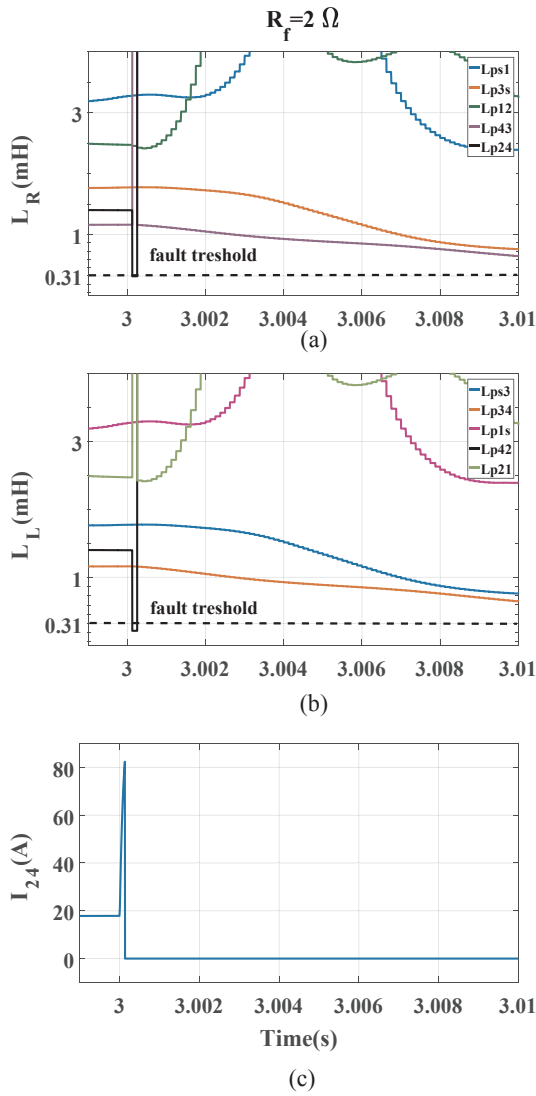 R_f=2 Ω
L_R(mH)
3
1
0.31
Lps1
Lp3s
Lp12
Lp43
Lp24
fault treshold
3 3.002 3.004 3.006 3.008 3.01
(a)
L_L(mH)
3
1
0.31
Lps3
Lp34
Lp1s
Lp42
Lp21
fault treshold
3 3.002 3.004 3.006 3.008 3.01
(b)
I_24(A)
80
60
40
20
0
3 3.002 3.004 3.006 3.008 3.01
Time(s)
(c)